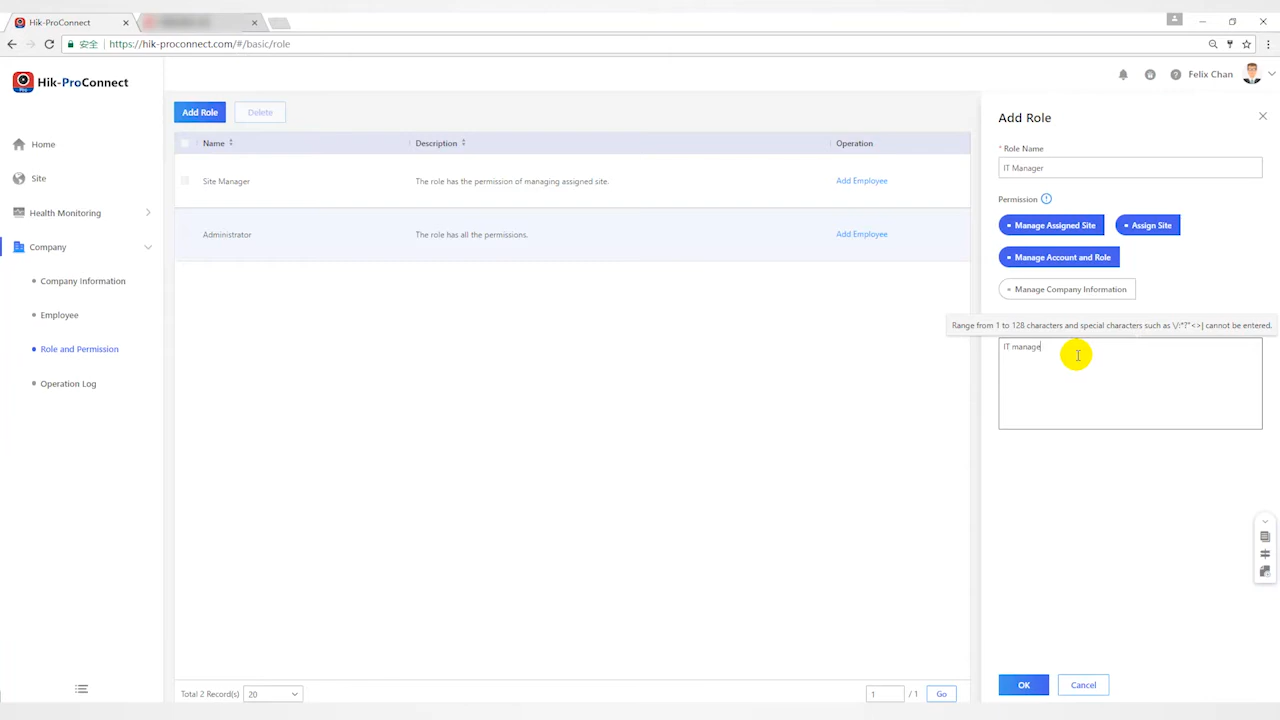 Hik-ProConnect
安全 https://hik-proconnect.com/#/basic/role
Hik-ProConnect
Felix Chan
Home
Site
Health Monitoring
Company
Company Information
Employee
Role and Permission
Operation Log
Add Role Delete
Name Description Operation
Site Manager The role has the permission of managing assigned site. Add Employee
Administrator The role has all the permissions. Add Employee
Total 2 Record(s) 20 1 / 1 Go
Add Role
* Role Name
IT Manager
Permission
Manage Assigned Site Assign Site
Manage Account and Role
Manage Company Information
Range from 1 to 128 characters and special characters such as \/:*?"<>| cannot be entered.
IT manage
OK Cancel